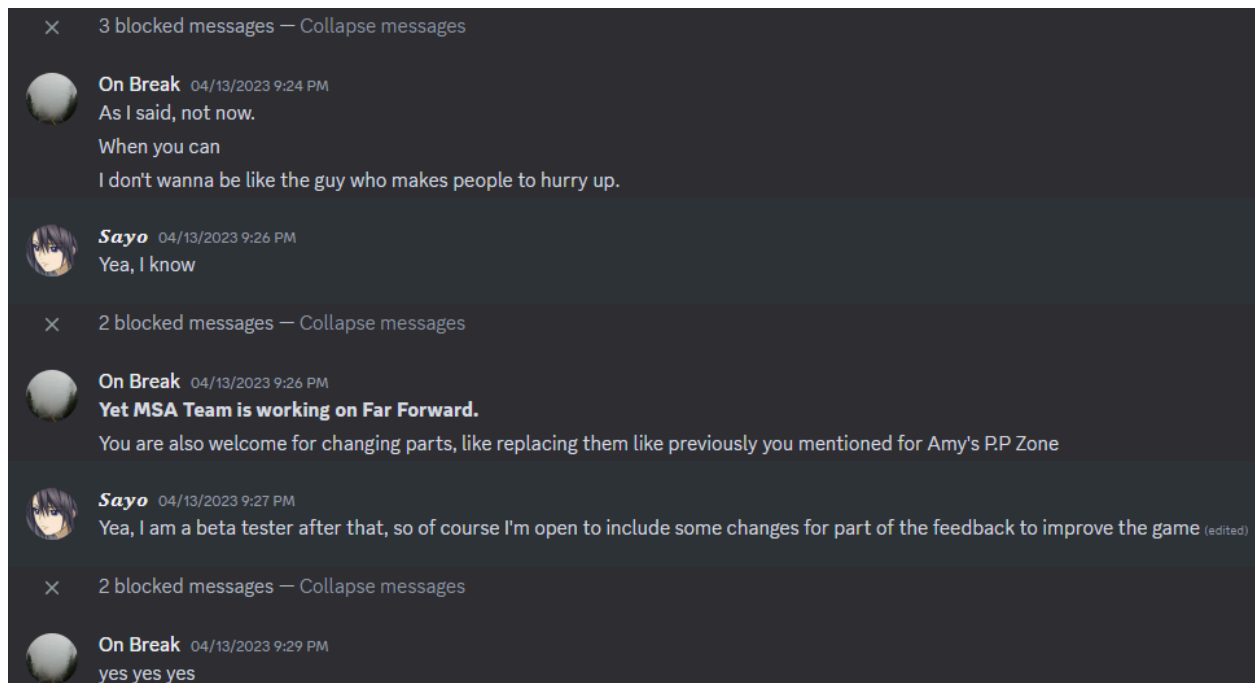 3 blocked messages — Collapse messages
On Break 04/13/2023 9:24 PM
As I said, not now.
When you can
I don't wanna be like the guy who makes people to hurry up.
Sayo 04/13/2023 9:26 PM
Yea, I know
2 blocked messages — Collapse messages
On Break 04/13/2023 9:26 PM
Yet MSA Team is working on Far Forward.
You are also welcome for changing parts, like replacing them like previously you mentioned for Amy's P.P Zone
Sayo 04/13/2023 9:27 PM
Yea, I am a beta tester after that, so of course I'm open to include some changes for part of the feedback to improve the game (edited)
2 blocked messages — Collapse messages
On Break 04/13/2023 9:29 PM
yes yes yes